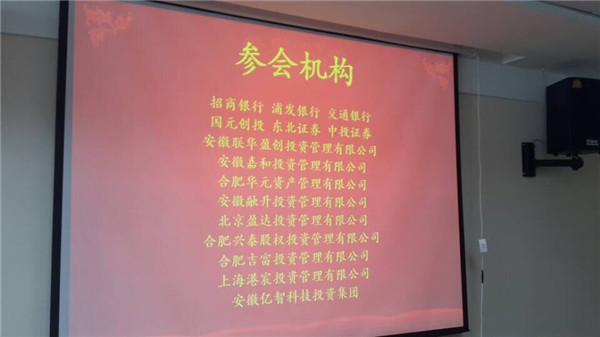 参会机构
招商银行 浦发银行 交通银行
国元创投 东北证券 中投证券
安徽联华盈创投资管理有限公司
安徽嘉和投资管理有限公司
合肥华元资产管理有限公司
安徽融升投资管理有限公司
北京盈达投资管理有限公司
合肥兴泰股权投资管理有限公司
合肥吉富投资管理有限公司
上海港宸投资管理有限公司
安徽亿智科技投资集团